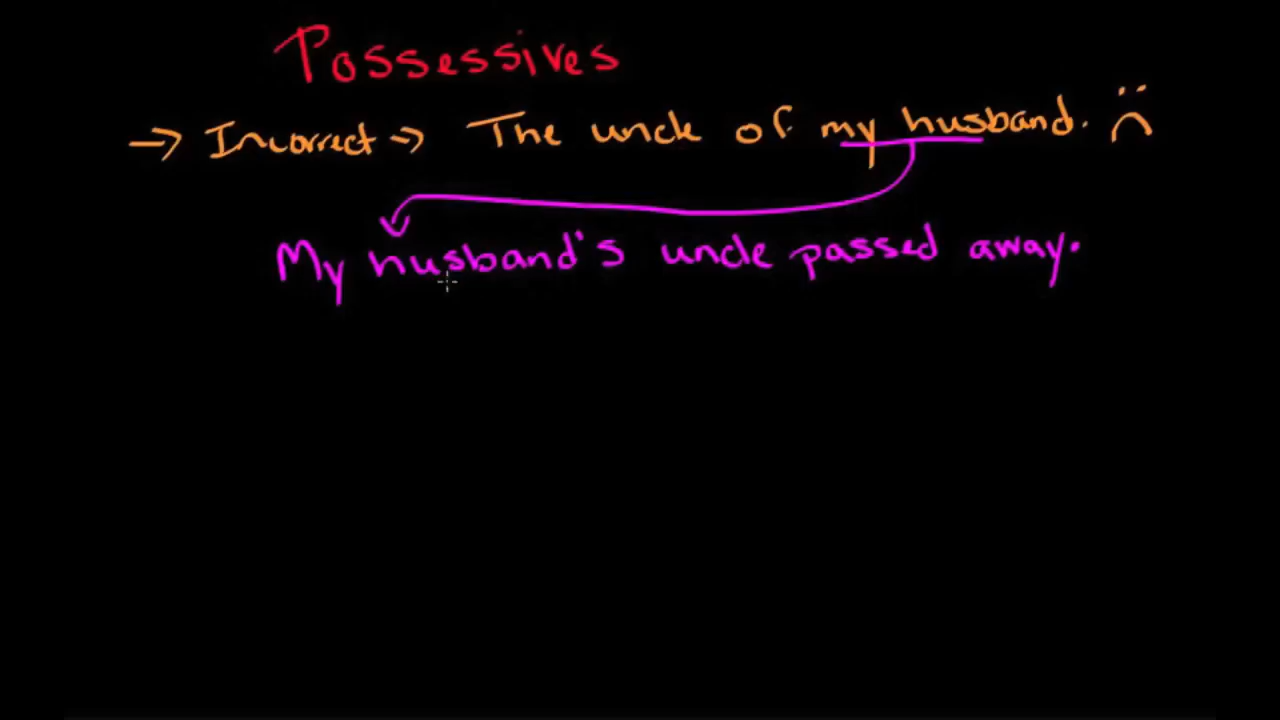 Possessives
→ Incorrect → The uncle of my husband. :(
My husband's uncle passed away.